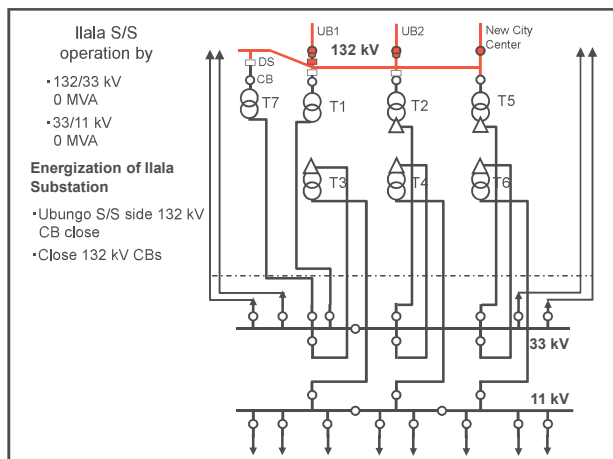 Ilala S/S
operation by
· 132/33 kV
0 MVA
· 33/11 kV
0 MVA
Energization of Ilala
Substation
· Ubungo S/S side 132 kV
CB close
· Close 132 kV CBs
UB1
UB2
New City
Center
132 kV
DS
CB
T7
T1
T2
T5
T3
T4
T6
33 kV
11 kV